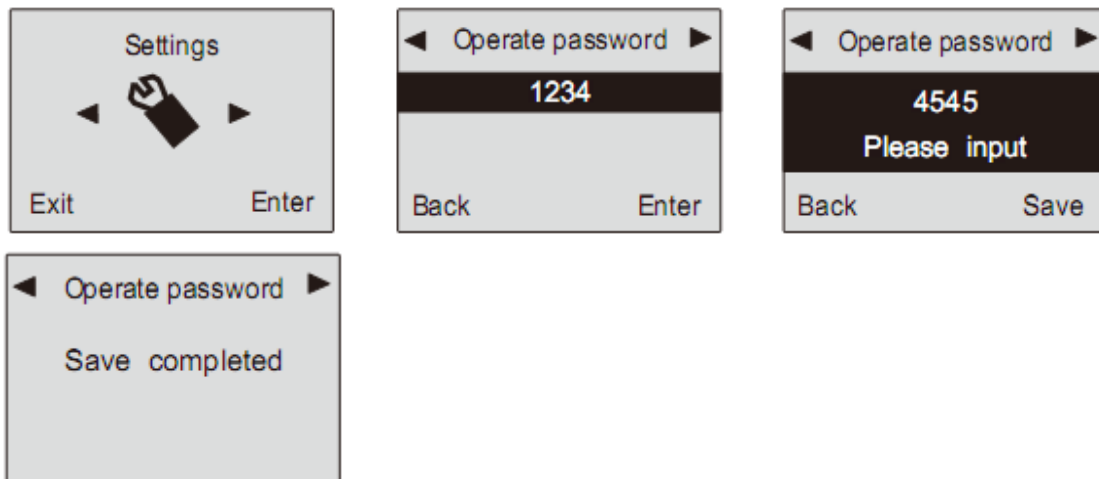 Settings
Exit Enter
Operate password
1234
Back Enter
Operate password
4545
Please input
Back Save
Operate password
Save completed